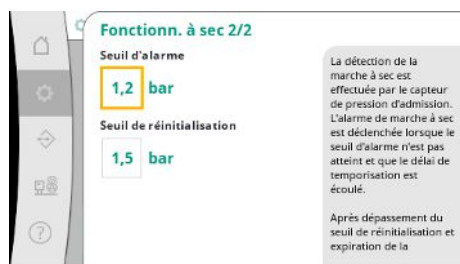 Fonctionn. à sec 2/2
Seuil d'alarme
1,2 bar
Seuil de réinitialisation
1,5 bar
La détection de la
marche à sec est
effectuée par le capteur
de pression d'admission.
L'alarme de marche à sec
est déclenchée lorsque le
seuil d'alarme n'est pas
atteint et que le délai de
temporisation est
écoulé.
Après dépassement du
seuil de réinitialisation et
expiration de la